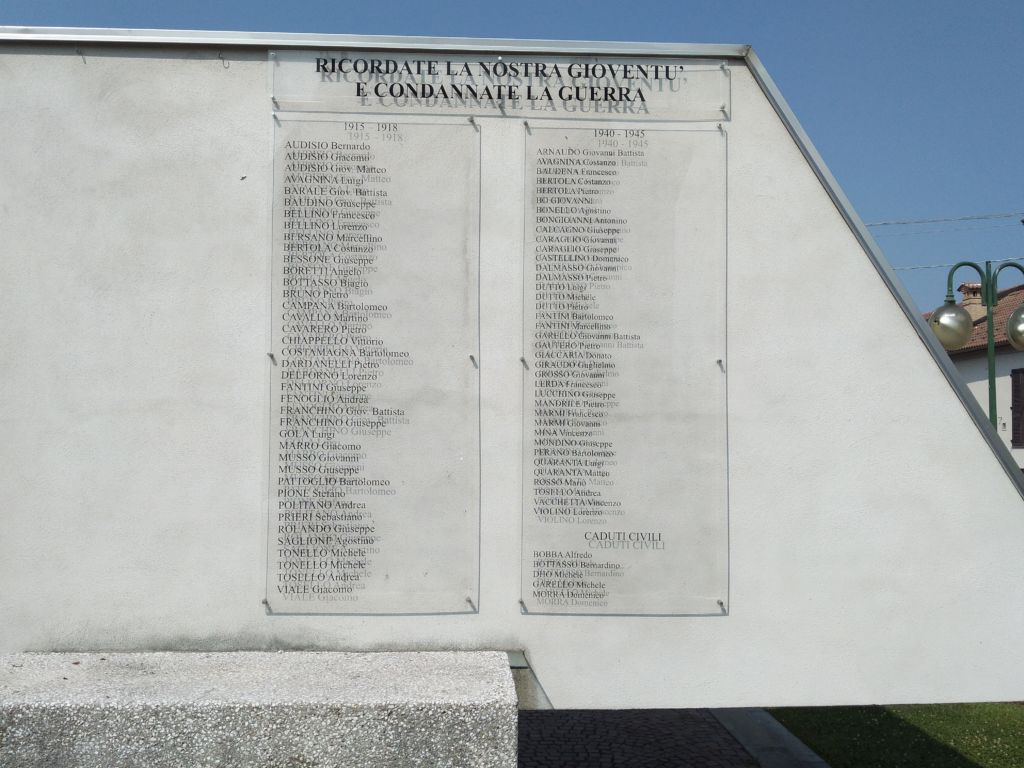 RICORDATE LA NOSTRA GIOVENTU'
E CONDANNATE LA GUERRA
1915 – 1918
AUDISIO Bernardo
AUDISIO Giacomo
AUDISIO Giov. Matteo
AVAGNINA Luigi
BARALE Giov. Battista
BAUDINO Giuseppe
BELLINO Francesco
BELLINO Lorenzo
BERSANO Marcellino
BERTOLA Costanzo
BESSONE Giuseppe
BORETTI Angelo
BOTTASSO Biagio
BRUNO Pietro
CAMPANA Bartolomeo
CAVALLO Martino
CAVARERO Pietro
CHIAPPELLO Vittorio
COSTAMAGNA Bartolomeo
DARDANELLI Pietro
DELFORNO Lorenzo
FANTINI Giuseppe
FENOGLIO Andrea
FRANCHINO Giov. Battista
FRANCHINO Giuseppe
GOLA Luigi
MARRO Giacomo
MUSSO Giovanni
MUSSO Giuseppe
PATTOGLIO Bartolomeo
PIONE Stefano
POLITANO Andrea
PRIERI Sebastiano
ROLANDO Giuseppe
SAGLIONE Agostino
TONELLO Michele
TONELLO Michele
TOSELLO Andrea
VIALE Giacomo
1940 - 1945
ARNAUDO Giovanni Battista
AVAGNINA Costanzo
BAUDENA Francesco
BERTOLA Costanzo
BERTOLA Pietro
BO GIOVANNI
BONELLO Agostino
BONGIOANNI Antonino
CALCAGNO Giuseppe
CARAGLIO Giovanni
CARAGLIO Giuseppe
CASTELLINO Domenico
DALMASSO Giovanni
DALMASSO Pietro
DUTTO Luigi
DUTTO Michele
DUTTO Pietro
FANTINI Bartolomeo
FANTINI Marcellino
GARELLO Giovanni Battista
GAUTERO Pietro
GIACCARIA Donato
GIRAUDO Guglielmo
GROSSO Giovanni
LERDA Francesco
LUCCHINO Giuseppe
MANDRILE Pietro
MARMI Francesco
MARMI Giovanni
MINA Vincenzo
MONDINO Giuseppe
PERANO Bartolomeo
QUARANTA Luigi
QUARANTA Matteo
ROSSO Mario
TOSELLO Andrea
VACCHETTA Vincenzo
VIOLINO Lorenzo
CADUTI CIVILI
BOBBA Alfredo
BOTTASSO Bernardino
DHO Michele
GARELLO Michele
MORRA Domenico